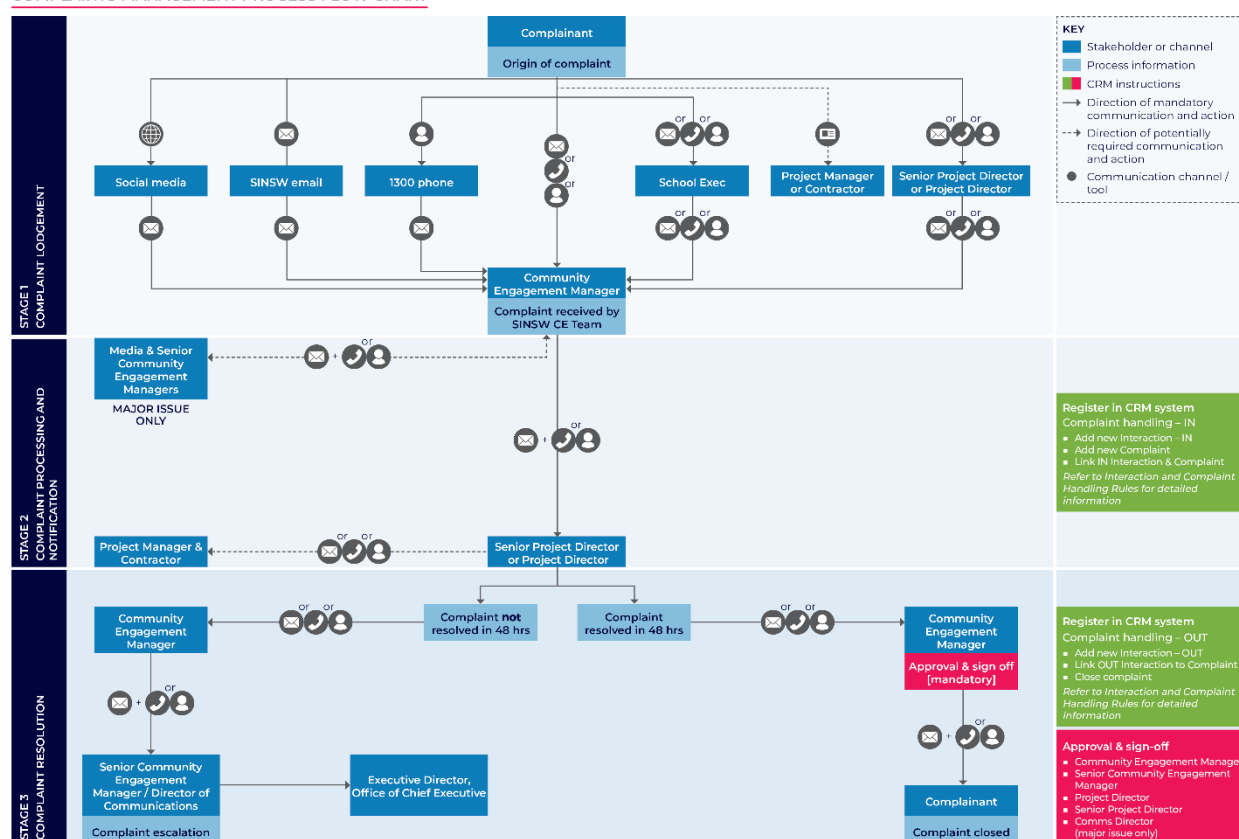 Complainant
Origin of complaint
KEY
Stakeholder or channel
Process information
CRM instructions
Direction of mandatory
communication and action
Direction of potentially
required communication
and action
Communication channel /
tool
STAGE 1
COMPLAINT LODGEMENT
or
or
or
or
or
or
Social media
SINSW email
1300 phone
School Exec
Project Manager
or Contractor
Senior Project Director
or Project Director
or
or
or
or
Community
Engagement Manager
Complaint received by
SINSW CE Team
STAGE 2
COMPLAINT PROCESSING AND
NOTIFICATION
Media & Senior
Community
Engagement
Managers
MAJOR ISSUE
ONLY
+
or
+
or
Register in CRM system
Complaint handling – IN
Add new Interaction – IN
Add new Complaint
Link IN Interaction & Complaint
Refer to Interaction and Complaint
Handling Rules for detailed
information
Project Manager &
Contractor
or
or
Senior Project Director
or Project Director
STAGE 3
COMPLAINT RESOLUTION
Community
Engagement
Manager
or
or
Complaint not
resolved in 48 hrs
Complaint
resolved in 48 hrs
or
or
Community
Engagement
Manager
Approval & sign off
[mandatory]
Register in CRM system
Complaint handling – OUT
Add new Interaction – OUT
Link OUT Interaction to Complaint
Close complaint
Refer to Interaction and Complaint
Handling Rules for detailed
information
+
or
+
or
Senior Community
Engagement
Manager / Director of
Communications
Complaint escalation
Executive Director,
Office of Chief Executive
Complainant
Complaint closed
Approval & sign-off
Community Engagement
Senior Community Engagement
Manager
Project Director
Senior Project Director
Comms Director
(major issue only)